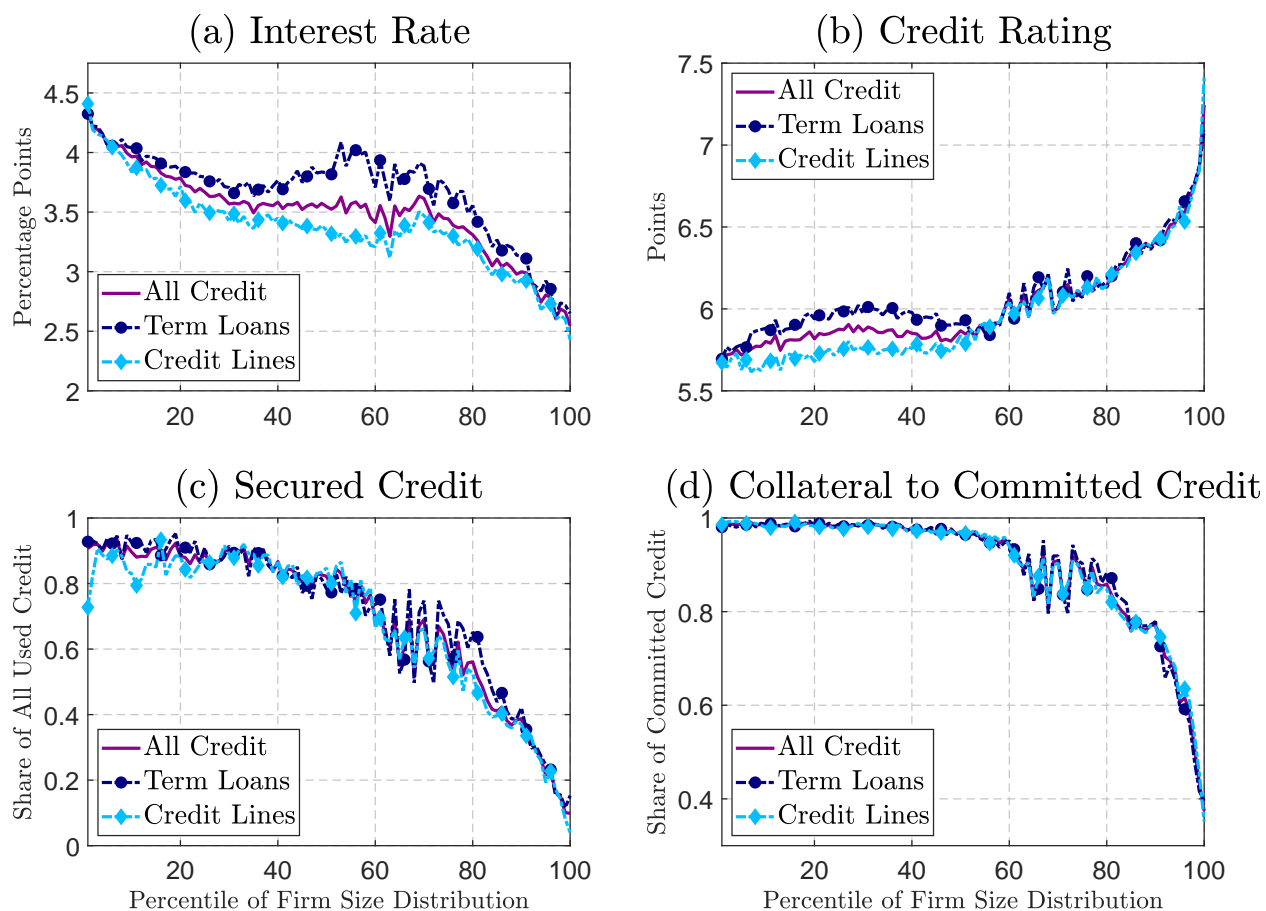 (a) Interest Rate
Percentage Points
4.5
4
3.5
3
2.5
2
All Credit
Term Loans
Credit Lines
20 40 60 80 100
(b) Credit Rating
Points
7.5
7
6.5
6
5.5
All Credit
Term Loans
Credit Lines
20 40 60 80 100
(c) Secured Credit
Share of All Used Credit
1
0.8
0.6
0.4
0.2
0
All Credit
Term Loans
Credit Lines
20 40 60 80 100
Percentile of Firm Size Distribution
(d) Collateral to Committed Credit
Share of Committed Credit
1
0.8
0.6
0.4
All Credit
Term Loans
Credit Lines
20 40 60 80 100
Percentile of Firm Size Distribution